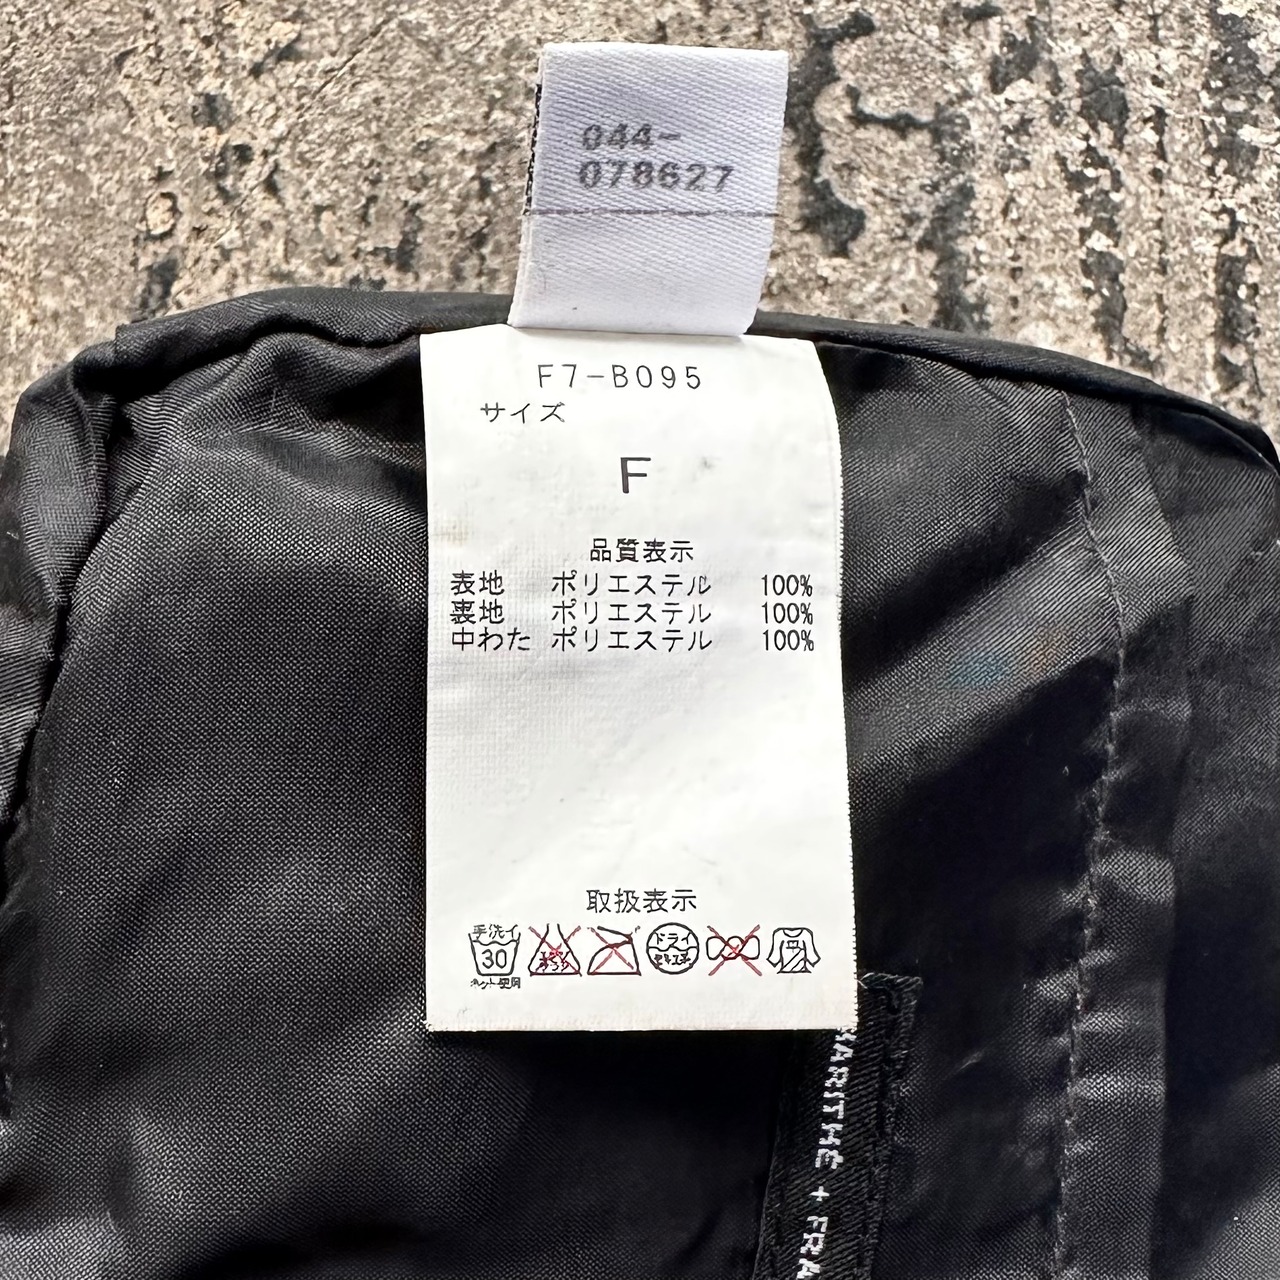 044-
078627
F7-B095
サイズ
F
品質表示
表地 ポリエステル 100%
裏地 ポリエステル 100%
中わた ポリエステル 100%
取扱表示
手洗イ
30
ネット使用
ドライ
MARITHE + FRA